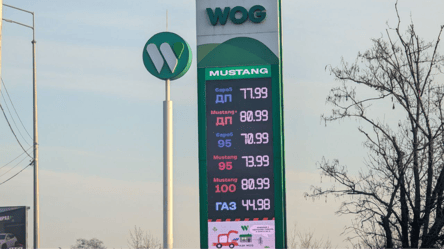 WOG
MUSTANG
Євро5
ДП 77.99
Mustang+
ДП 80.99
Євро5
95 70.99
Mustang
95 73.99
Mustang
100 80.99
ГАЗ 44.98
WOG